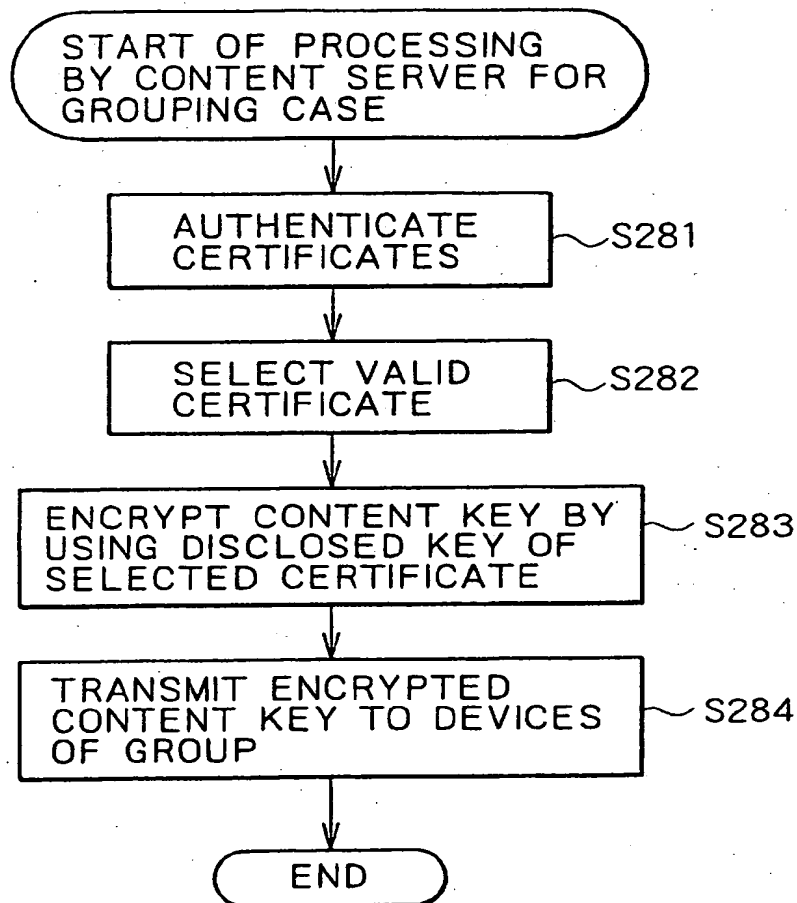 START OF PROCESSING
BY CONTENT SERVER FOR
GROUPING CASE
AUTHENTICATE
CERTIFICATES
S281
SELECT VALID
CERTIFICATE
S282
ENCRYPT CONTENT KEY BY
USING DISCLOSED KEY OF
SELECTED CERTIFICATE
S283
TRANSMIT ENCRYPTED
CONTENT KEY TO DEVICES
OF GROUP
S284
END